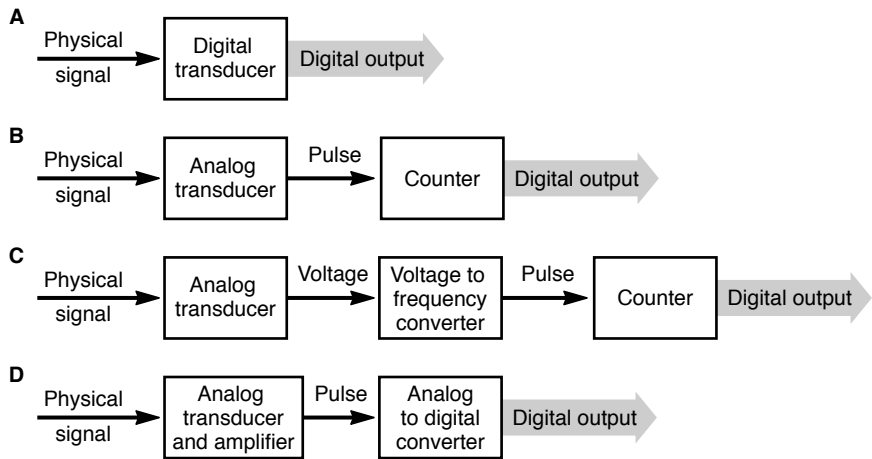 A
Physical
signal
Digital
transducer
Digital output
B
Physical
signal
Analog
transducer
Pulse
Counter
Digital output
C
Physical
signal
Analog
transducer
Voltage
Voltage to
frequency
converter
Pulse
Counter
Digital output
D
Physical
signal
Analog
transducer
and amplifier
Pulse
Analog
to digital
converter
Digital output